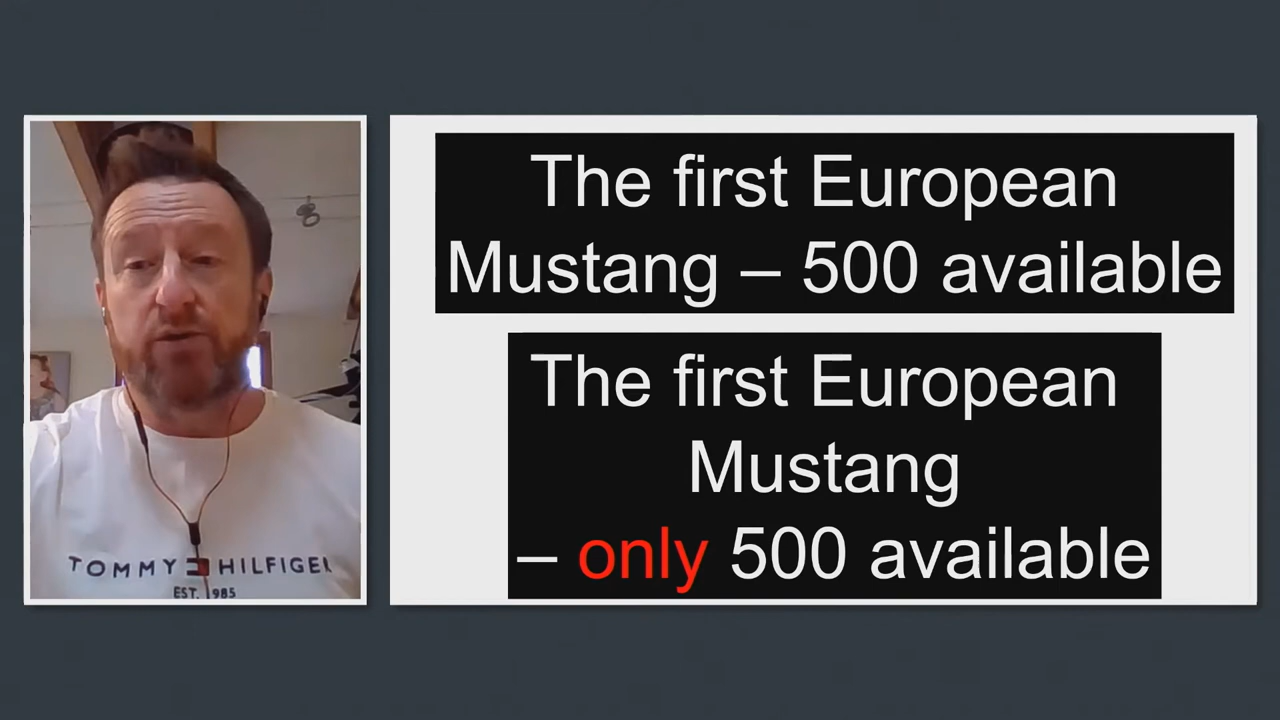 The first European
Mustang – 500 available
The first European
Mustang
– only 500 available
TOMMY HILFIGER
EST. 1985